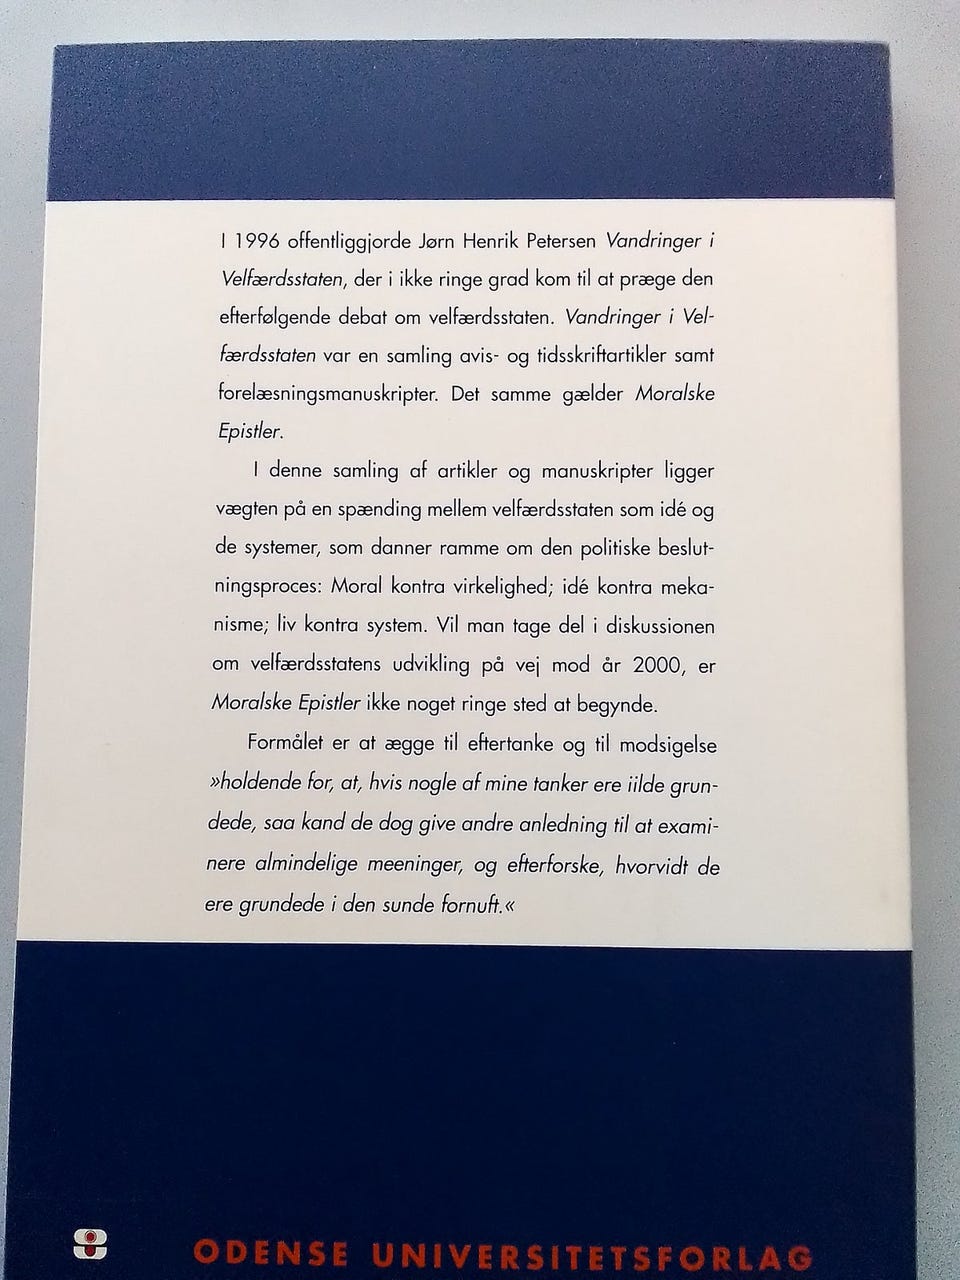 I 1996 offentliggjorde Jørn Henrik Petersen Vandringer i
Velfærdsstaten, der i ikke ringe grad kom til at præge den
efterfølgende debat om velfærdsstaten. Vandringer i Vel-
færdsstaten var en samling avis- og tidsskriftartikler samt
forelæsningsmanuskripter. Det samme gælder Moralske
Epistler.
I denne samling af artikler og manuskripter ligger
vægten på en spænding mellem velfærdsstaten som idé og
de systemer, som danner ramme om den politiske beslut-
ningsproces: Moral kontra virkelighed; idé kontra meka-
nisme; liv kontra system. Vil man tage del i diskussionen
om velfærdsstatens udvikling på vej mod år 2000, er
Moralske Epistler ikke noget ringe sted at begynde.
Formålet er at ægge til eftertanke og til modsigelse
»holdende for, at, hvis nogle af mine tanker ere iilde grun-
dede, saa kand de dog give andre anledning til at exami-
nere almindelige meeninger, og efterforske, hvorvidt de
ere grundede i den sunde fornuft.«
ODENSE UNIVERSITETSFORLAG